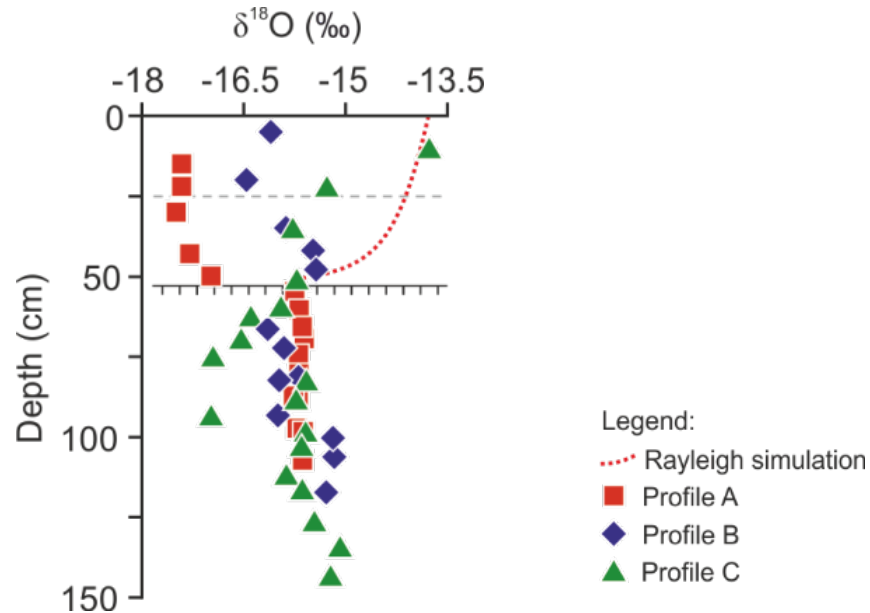 δ¹⁸O (‰)
-18 -16.5 -15 -13.5
0
50
100
150
Depth (cm)
Legend:
Rayleigh simulation
Profile A
Profile B
Profile C